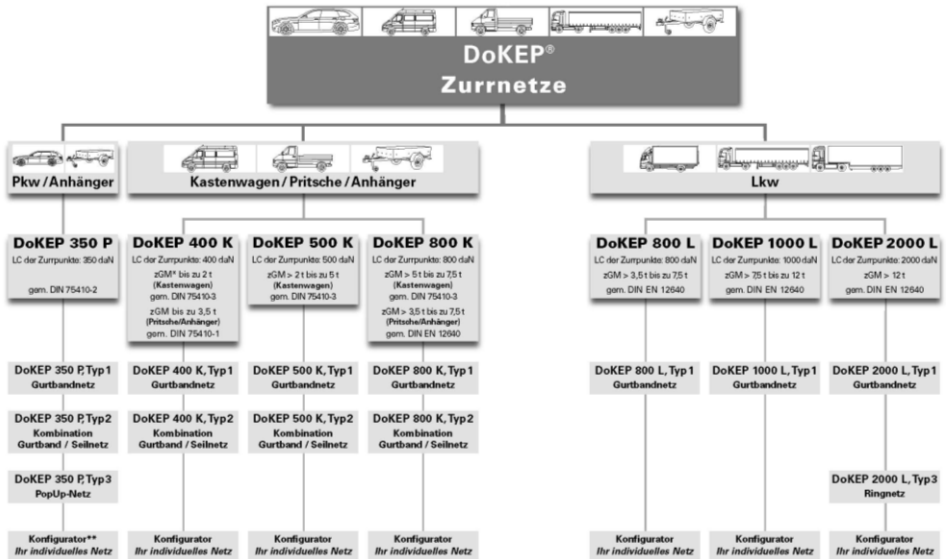 DoKEP®
Zurrnetze
Pkw/Anhänger
Kastenwagen/Pritsche/Anhänger
Lkw
DoKEP 350 P
LC der Zurrpunkte: 350 daN
gem. DIN 75410-2
DoKEP 400 K
LC der Zurrpunkte: 400 daN
zGM* bis zu 2 t
(Kastenwagen)
gem. DIN 75410-3
zGM bis zu 3,5 t
(Pritsche/Anhänger)
gem. DIN 75410-1
DoKEP 500 K
LC der Zurrpunkte: 500 daN
zGM > 2 t bis zu 5 t
(Kastenwagen)
gem. DIN 75410-3
DoKEP 800 K
LC der Zurrpunkte: 800 daN
zGM > 5 t bis zu 7,5 t
(Kastenwagen)
gem. DIN 75410-3
zGM > 3,5 t bis zu 7,5 t
(Pritsche/Anhänger)
gem. DIN EN 12640
DoKEP 800 L
LC der Zurrpunkte: 800 daN
zGM > 3,5 t bis zu 7,5 t
gem. DIN EN 12640
DoKEP 1000 L
LC der Zurrpunkte: 1000 daN
zGM > 7,5 t bis zu 12 t
gem. DIN EN 12640
DoKEP 2000 L
LC der Zurrpunkte: 2000 daN
zGM > 12 t
gem. DIN EN 12640
DoKEP 350 P, Typ1
Gurtbandnetz
DoKEP 400 K, Typ1
Gurtbandnetz
DoKEP 500 K, Typ1
Gurtbandnetz
DoKEP 800 K, Typ1
Gurtbandnetz
DoKEP 800 L, Typ1
Gurtbandnetz
DoKEP 1000 L, Typ1
Gurtbandnetz
DoKEP 2000 L, Typ1
Gurtbandnetz
DoKEP 350 P, Typ2
Kombination
Gurtband / Seilnetz
DoKEP 400 K, Typ2
Kombination
Gurtband / Seilnetz
DoKEP 500 K, Typ2
Kombination
Gurtband / Seilnetz
DoKEP 800 K, Typ2
Kombination
Gurtband / Seilnetz
DoKEP 350 P, Typ3
PopUp-Netz
DoKEP 2000 L, Typ3
Ringnetz
Konfigurator**
Ihr individuelles Netz
Konfigurator
Ihr individuelles Netz
Konfigurator
Ihr individuelles Netz
Konfigurator
Ihr individuelles Netz
Konfigurator
Ihr individuelles Netz
Konfigurator
Ihr individuelles Netz
Konfigurator
Ihr individuelles Netz